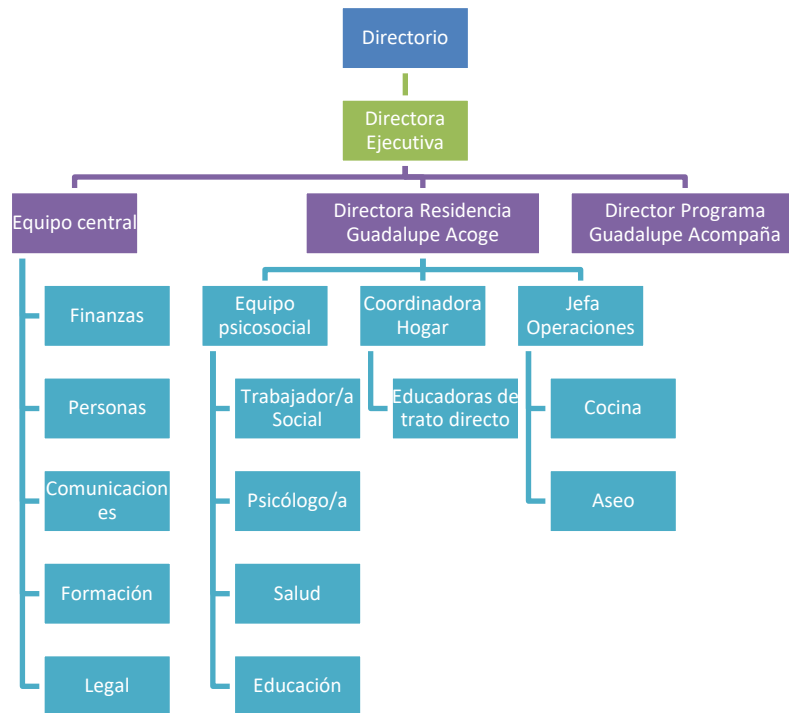 Directorio
Directora
Ejecutiva
Equipo central
Directora Residencia
Guadalupe Acoge
Director Programa
Guadalupe Acompaña
Finanzas
Personas
Comunicacion
es
Formación
Legal
Equipo
psicosocial
Trabajador/a
Social
Psicólogo/a
Salud
Educación
Coordinadora
Hogar
Educadoras de
trato directo
Jefa
Operaciones
Cocina
Aseo